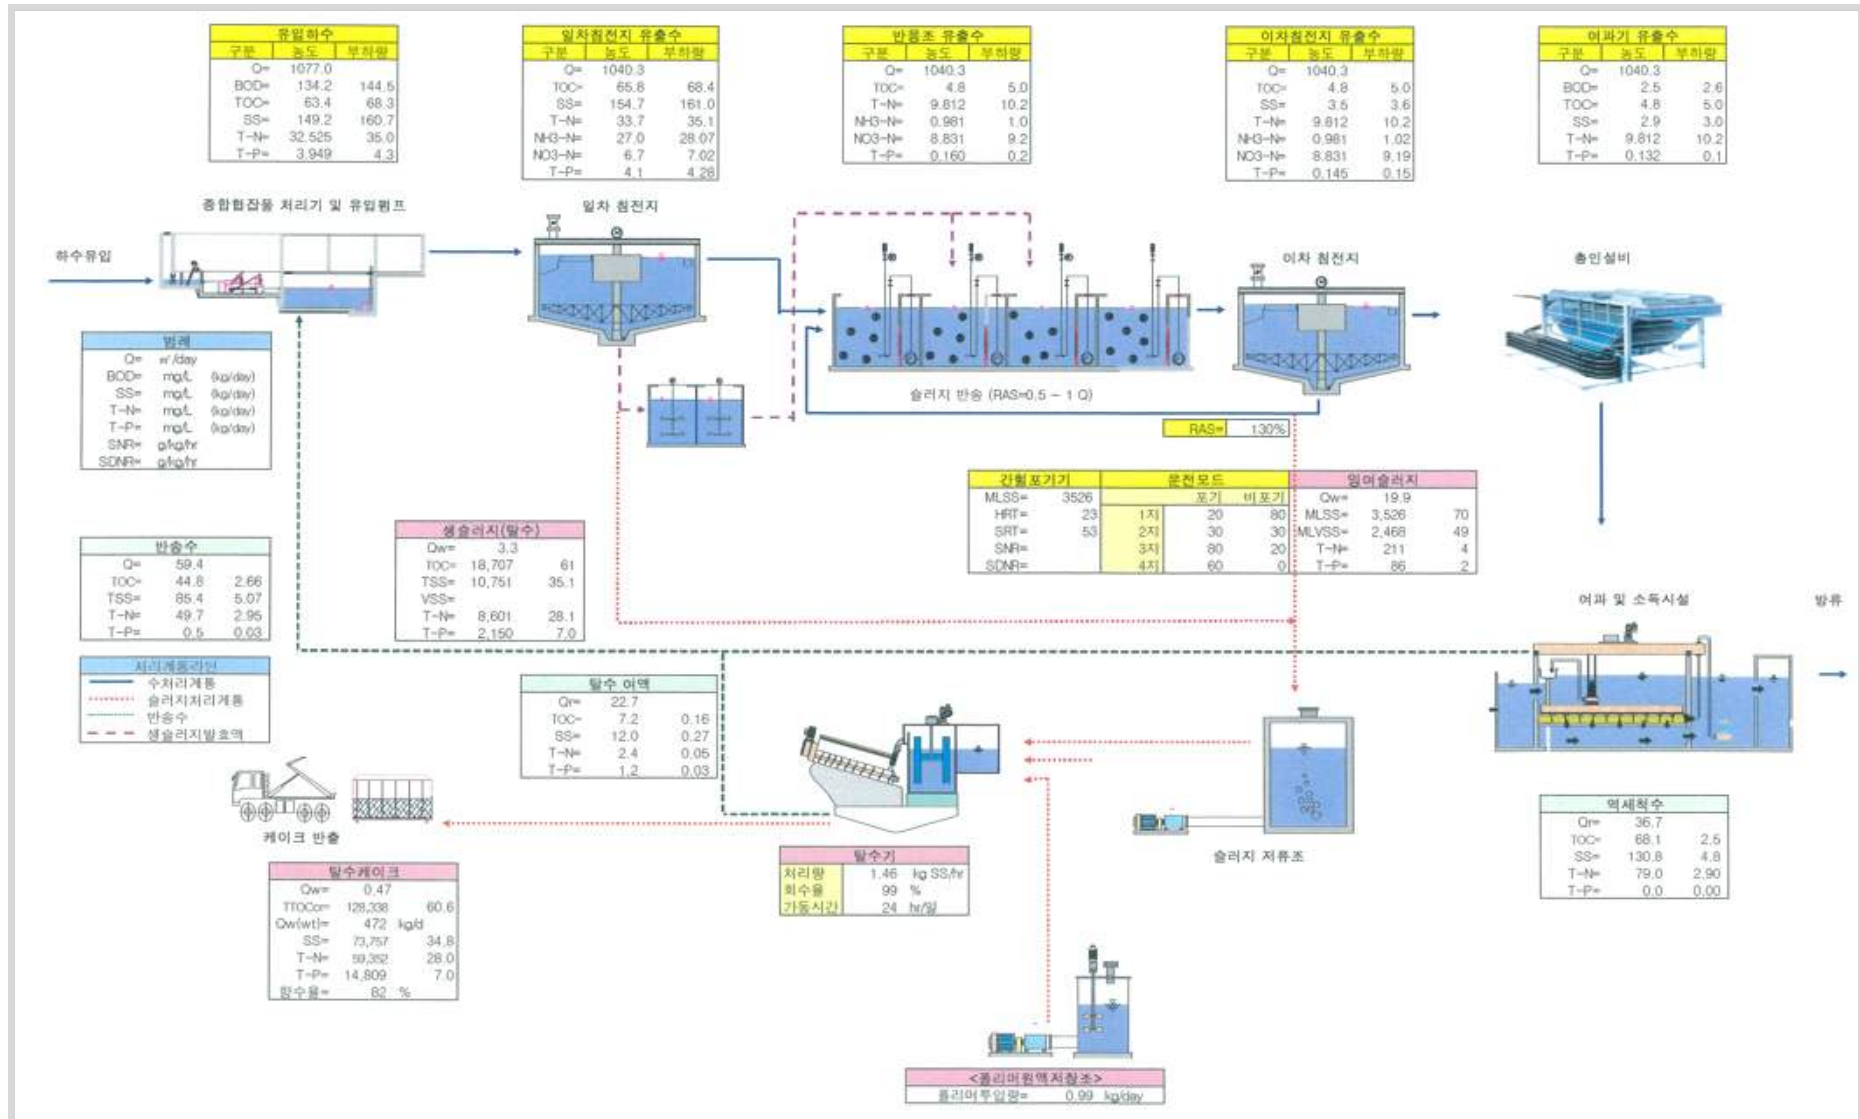 유입하수
구분 농도 부하량
Q= 1077.0
BOD= 134.2 144.5
TOC= 63.4 68.3
SS= 149.2 160.7
T-N= 32.525 35.0
T-P= 3.949 4.3
일차침전지 유출수
구분 농도 부하량
Q= 1040.3
TOC= 65.8 68.4
SS= 154.7 161.0
T-N= 33.7 35.1
NH3-N= 27.0 28.07
NO3-N= 6.7 7.02
T-P= 4.1 4.28
반응조 유출수
구분 농도 부하량
Q= 1040.3
TOC= 4.8 5.0
T-N= 9.812 10.2
NH3-N= 0.981 1.0
NO3-N= 8.831 9.2
T-P= 0.160 0.2
이차침전지 유출수
구분 농도 부하량
Q= 1040.3
TOC= 4.8 5.0
SS= 3.5 3.6
T-N= 9.812 10.2
NH3-N= 0.981 1.02
NO3-N= 8.831 9.19
T-P= 0.145 0.15
여과기 유출수
구분 농도 부하량
Q= 1040.3
BOD= 2.5 2.6
TOC= 4.8 5.0
SS= 2.9 3.0
T-N= 9.812 10.2
T-P= 0.132 0.1
종합협잡물 처리기 및 유입펌프
일차 침전지
하수유입
이차 침전지
총인설비
범례
Q= ㎥/day
BOD= mg/L (kg/day)
SS= mg/L (kg/day)
T-N= mg/L (kg/day)
T-P= mg/L (kg/day)
SNR= g/kg/hr
SDNR= g/kg/hr
슬러지 반송 (RAS=0.5 ~ 1 Q)
RAS= 130%
간헐포기기 운전모드 잉여슬러지
MLSS= 3526 포기 비포기 Qw= 19.9
HRT= 23 1지 20 80 MLSS= 3,526 70
SRT= 53 2지 30 30 MLVSS= 2,468 49
SNR= 3지 80 20 T-N= 211 4
SDNR= 4지 60 0 T-P= 86 2
생슬러지(탈수)
Qw= 3.3
TOC= 18,707 61
TSS= 10,751 35.1
VSS=
T-N= 8,601 28.1
T-P= 2,150 7.0
반송수
Q= 59.4
TOC= 44.8 2.66
TSS= 85.4 5.07
T-N= 49.7 2.95
T-P= 0.5 0.03
처리계통라인
수처리계통
슬러지처리계통
반송수
생슬러지발효액
여과 및 소독시설
방류
탈수 여액
Qr= 22.7
TOC= 7.2 0.16
SS= 12.0 0.27
T-N= 2.4 0.05
T-P= 1.2 0.03
케이크 반출
슬러지 저류조
탈수기
처리량 1.46 kg SS/hr
회수율 99 %
가동시간 24 hr/일
역세척수
Qr= 36.7
TOC= 68.1 2.5
SS= 130.8 4.8
T-N= 79.0 2.90
T-P= 0.0 0.00
탈수케이크
Qw= 0.47
TTOCcr= 128,338 60.6
Qw(wt)= 472 kg/d
SS= 73,757 34.8
T-N= 59,352 28.0
T-P= 14,809 7.0
함수율= 82 %
<폴리머원액저장조>
폴리머투입량= 0.99 kg/day